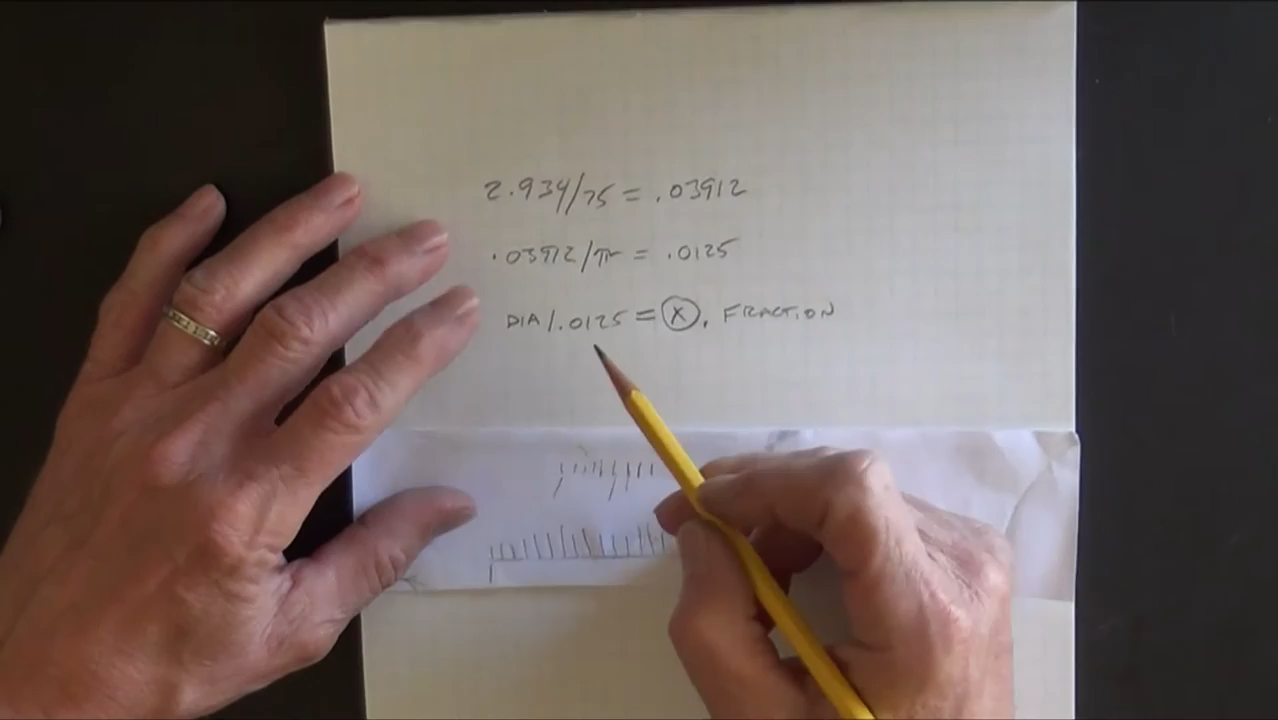 2.934/75 = .03912
.03912/π = .0125
DIA/.0125 = X. FRACTION